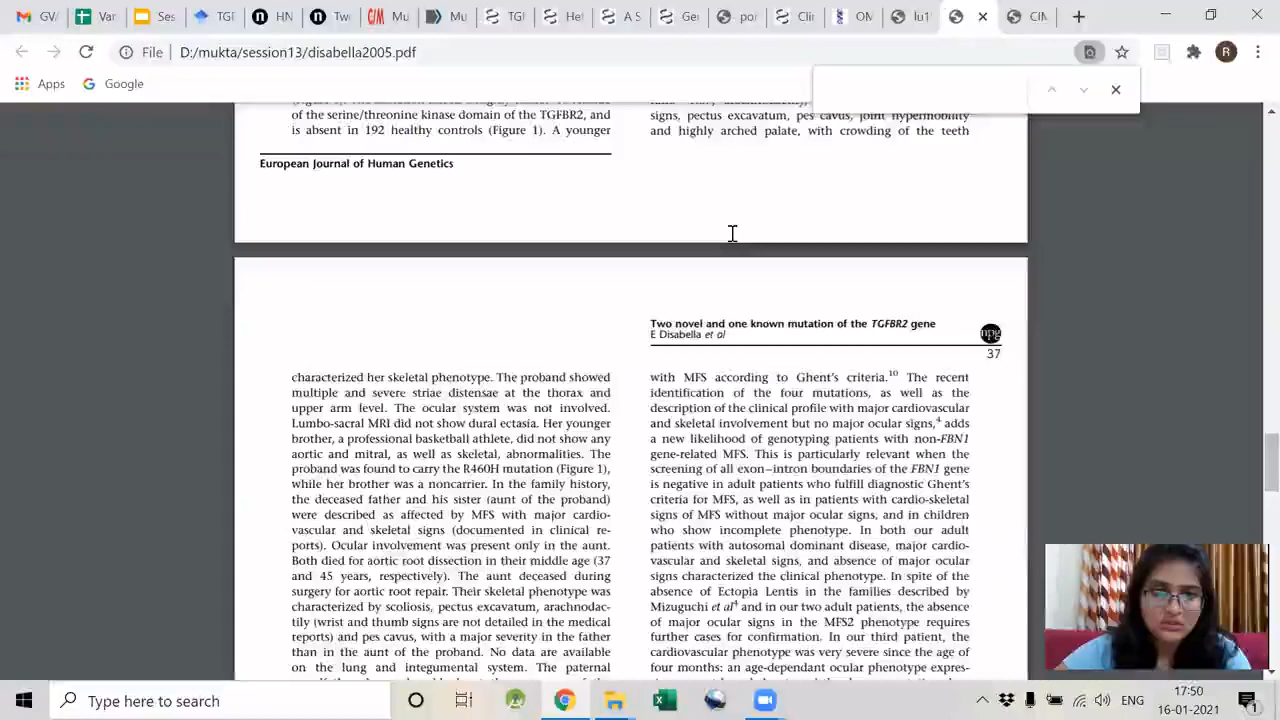 GV
Var
Ses
TGI
HN
Nt
G/M
Mu
Mu
Hei
A S
Gei
poi
Cli
ON
lu1
Cli
File
D:/mukta/session13/disabella2005.pdf
R
Apps
Google
of the serine/threonine kinase domain of the TGFBR2, and
is absent in 192 healthy controls (Figure 1). A younger
European Journal of Human Genetics
signs, pectus excavatum, pes cavus, joint hypermobility
and highly arched palate, with crowding of the teeth
Two novel and one known mutation of the TGFBR2 gene
E Disabella et al
npg
37
characterized her skeletal phenotype. The proband showed
multiple and severe striae distensae at the thorax and
upper arm level. The ocular system was not involved.
Lumbo-sacral MRI did not show dural ectasia. Her younger
brother, a professional basketball athlete, did not show any
aortic and mitral, as well as skeletal, abnormalities. The
proband was found to carry the R460H mutation (Figure 1),
while her brother was a noncarrier. In the family history,
the deceased father and his sister (aunt of the proband)
were described as affected by MFS with major cardio-
vascular and skeletal signs (documented in clinical re-
ports). Ocular involvement was present only in the aunt.
Both died for aortic root dissection in their middle age (37
and 45 years, respectively). The aunt deceased during
surgery for aortic root repair. Their skeletal phenotype was
characterized by scoliosis, pectus excavatum, arachnodac-
tily (wrist and thumb signs are not detailed in the medical
reports) and pes cavus, with a major severity in the father
than in the aunt of the proband. No data are available
on the lung and integumental system. The paternal
with MFS according to Ghent's criteria.10 The recent
identification of the four mutations, as well as the
description of the clinical profile with major cardiovascular
and skeletal involvement but no major ocular signs,4 adds
a new likelihood of genotyping patients with non-FBN1
gene-related MFS. This is particularly relevant when the
screening of all exon–intron boundaries of the FBN1 gene
is negative in adult patients who fulfill diagnostic Ghent's
criteria for MFS, as well as in patients with cardio-skeletal
signs of MFS without major ocular signs, and in children
who show incomplete phenotype. In both our adult
patients with autosomal dominant disease, major cardio-
vascular and skeletal signs, and absence of major ocular
signs characterized the clinical phenotype. In spite of the
absence of Ectopia Lentis in the families described by
Mizuguchi et al4 and in our two adult patients, the absence
of major ocular signs in the MFS2 phenotype requires
further cases for confirmation. In our third patient, the
cardiovascular phenotype was very severe since the age of
four months: an age-dependent ocular phenotype expres-
Type here to search
ENG
17:50
16-01-2021
1